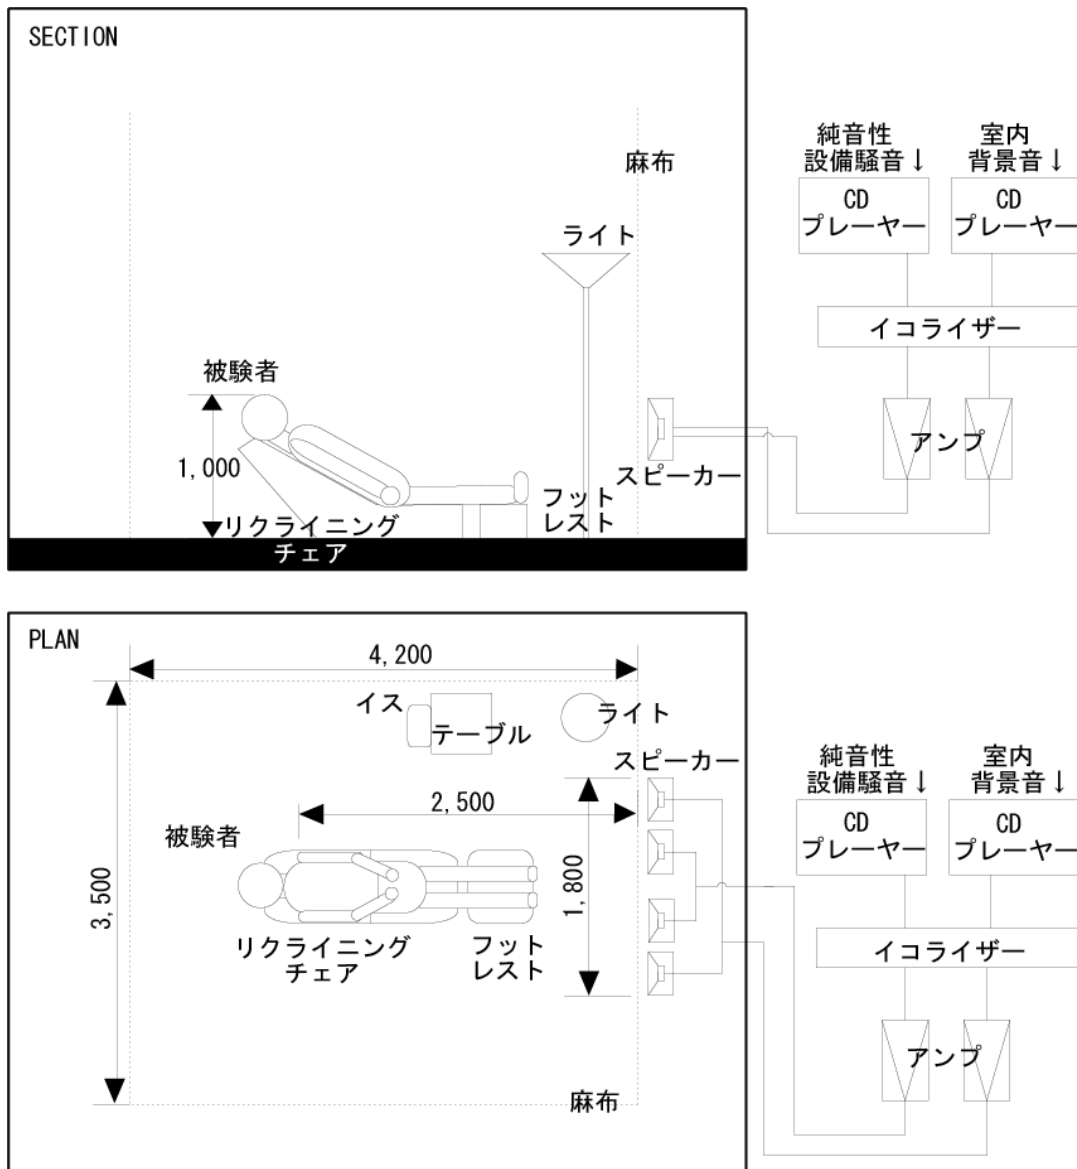 SECTION
純音性
設備騒音↓
室内
背景音↓
麻布
CD
プレーヤー
CD
プレーヤー
ライト
イコライザー
被験者
アンプ
1,000
スピーカー
フット
レスト
リクライニング
チェア
PLAN
4,200
イス
テーブル
ライト
スピーカー
純音性
設備騒音↓
室内
背景音↓
2,500
CD
プレーヤー
CD
プレーヤー
被験者
1,800
3,500
リクライニング
チェア
フット
レスト
イコライザー
アンプ
麻布